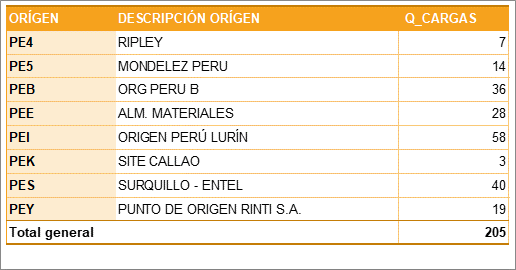 ORÍGEN DESCRIPCIÓN ORÍGEN Q_CARGAS
PE4 RIPLEY 7
PE5 MONDELEZ PERU 14
PEB ORG PERU B 36
PEE ALM. MATERIALES 28
PEI ORIGEN PERÚ LURÍN 58
PEK SITE CALLAO 3
PES SURQUILLO - ENTEL 40
PEY PUNTO DE ORIGEN RINTI S.A. 19
Total general 205